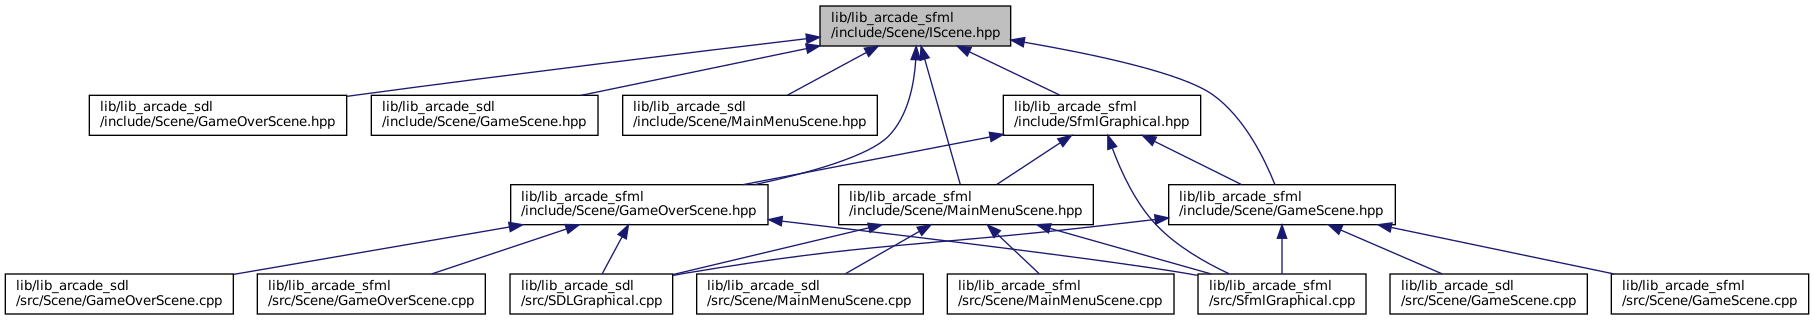 lib/lib_arcade_sfml
/include/Scene/IScene.hpp
lib/lib_arcade_sdl
/include/Scene/GameOverScene.hpp
lib/lib_arcade_sdl
/include/Scene/GameScene.hpp
lib/lib_arcade_sdl
/include/Scene/MainMenuScene.hpp
lib/lib_arcade_sfml
/include/SfmlGraphical.hpp
lib/lib_arcade_sfml
/include/Scene/GameOverScene.hpp
lib/lib_arcade_sfml
/include/Scene/MainMenuScene.hpp
lib/lib_arcade_sfml
/include/Scene/GameScene.hpp
lib/lib_arcade_sdl
/src/Scene/GameOverScene.cpp
lib/lib_arcade_sfml
/src/Scene/GameOverScene.cpp
lib/lib_arcade_sdl
/src/SDLGraphical.cpp
lib/lib_arcade_sdl
/src/Scene/MainMenuScene.cpp
lib/lib_arcade_sfml
/src/Scene/MainMenuScene.cpp
lib/lib_arcade_sfml
/src/SfmlGraphical.cpp
lib/lib_arcade_sdl
/src/Scene/GameScene.cpp
lib/lib_arcade_sfml
/src/Scene/GameScene.cpp